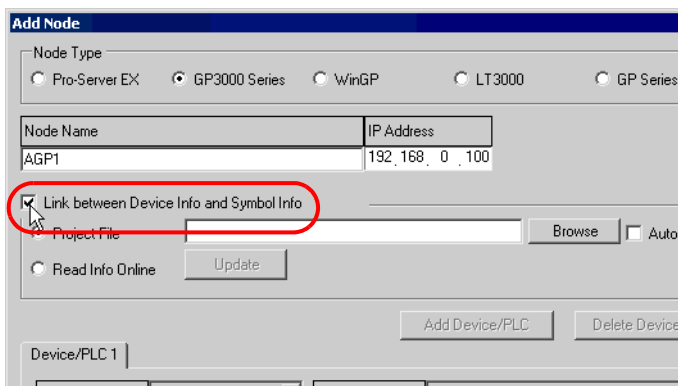 Add Node
Node Type
Pro-Server EX GP3000 Series WinGP LT3000 GP Series
Node Name IP Address
AGP1 192.168. 0 .100
Link between Device Info and Symbol Info
Project File Browse Auto
Read Info Online Update
Add Device/PLC Delete Device
Device/PLC 1